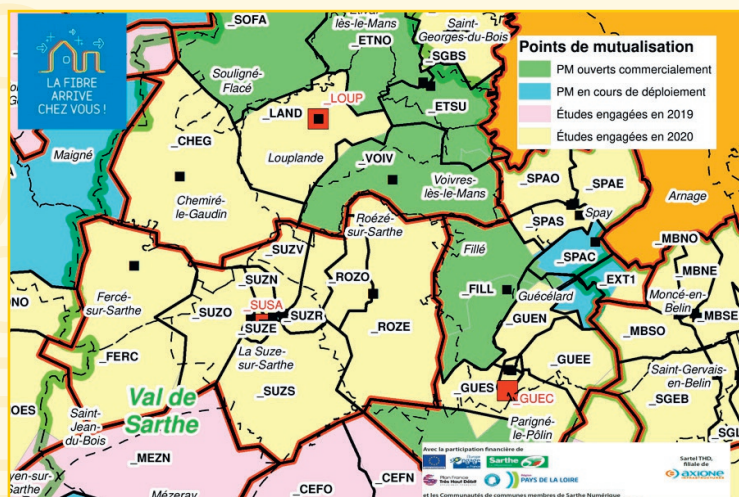 LA FIBRE
ARRIVE
CHEZ VOUS !
Points de mutualisation
PM ouverts commercialement
PM en cours de déploiement
Études engagées en 2019
Études engagées en 2020
_SOFA
lès-le-Mans
_ETNO
Saint-
Georges-du-Bois
_SGBS
Souligné-
Flacé
_ETSU
_LOUP
_LAND
Maigné
_CHEG
Louplande
_VOIV
Voivres-
lès-le-Mans
_SPAO
_SPAE
Arnage
Chemiré-
le-Gaudin
Roézé-
sur-Sarthe
_SPAS
Spay
_SUZV
Fillé
_SPAC
_MBNO
_SUZN
_ROZO
_EXT1
_MBNE
Fercé-
sur-Sarthe
_SUSA
_SUZO
_SUZR
_SUZE
_FILL
Guécélard
_GUEN
Moncé-en-
Belin
_MBSE
_MBSO
_ROZE
_FERC
La Suze-
sur-Sarthe
_GUEE
Saint-Gervais-
en-Belin
_SUZS
_GUES
_GUEC
_SGEB
OES
Saint-
Jean-
du-Bois
Val de
Sarthe
Parigné-
le-Pôlin
_SGL
_MEZN
_CEFO
_CEFN
Mézeray
Avec la participation financière de
Sarthe
Plan France
Très Haut Débit
PAYS DE LA LOIRE
Sartel THD,
filiale de
axione
et les Communautés de communes membres de Sarthe Numérique